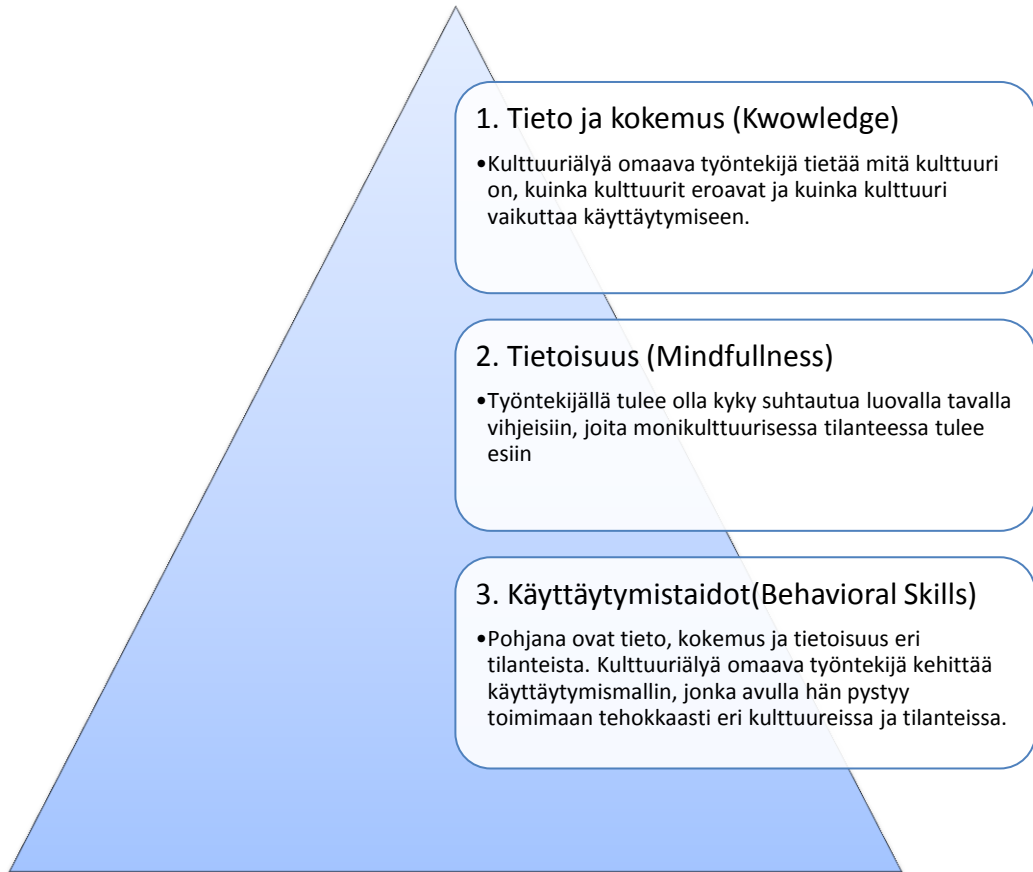 1. Tieto ja kokemus (Kwowledge)
•Kulttuuriälyä omaava työntekijä tietää mitä kulttuuri
on, kuinka kulttuurit eroavat ja kuinka kulttuuri
vaikuttaa käyttäytymiseen.
2. Tietoisuus (Mindfullness)
•Työntekijällä tulee olla kyky suhtautua luovalla tavalla
vihjeisiin, joita monikulttuurisessa tilanteessa tulee
esiin
3. Käyttäytymistaidot(Behavioral Skills)
•Pohjana ovat tieto, kokemus ja tietoisuus eri
tilanteista. Kulttuuriälyä omaava työntekijä kehittää
käyttäytymismallin, jonka avulla hän pystyy
toimimaan tehokkaasti eri kulttuureissa ja tilanteissa.